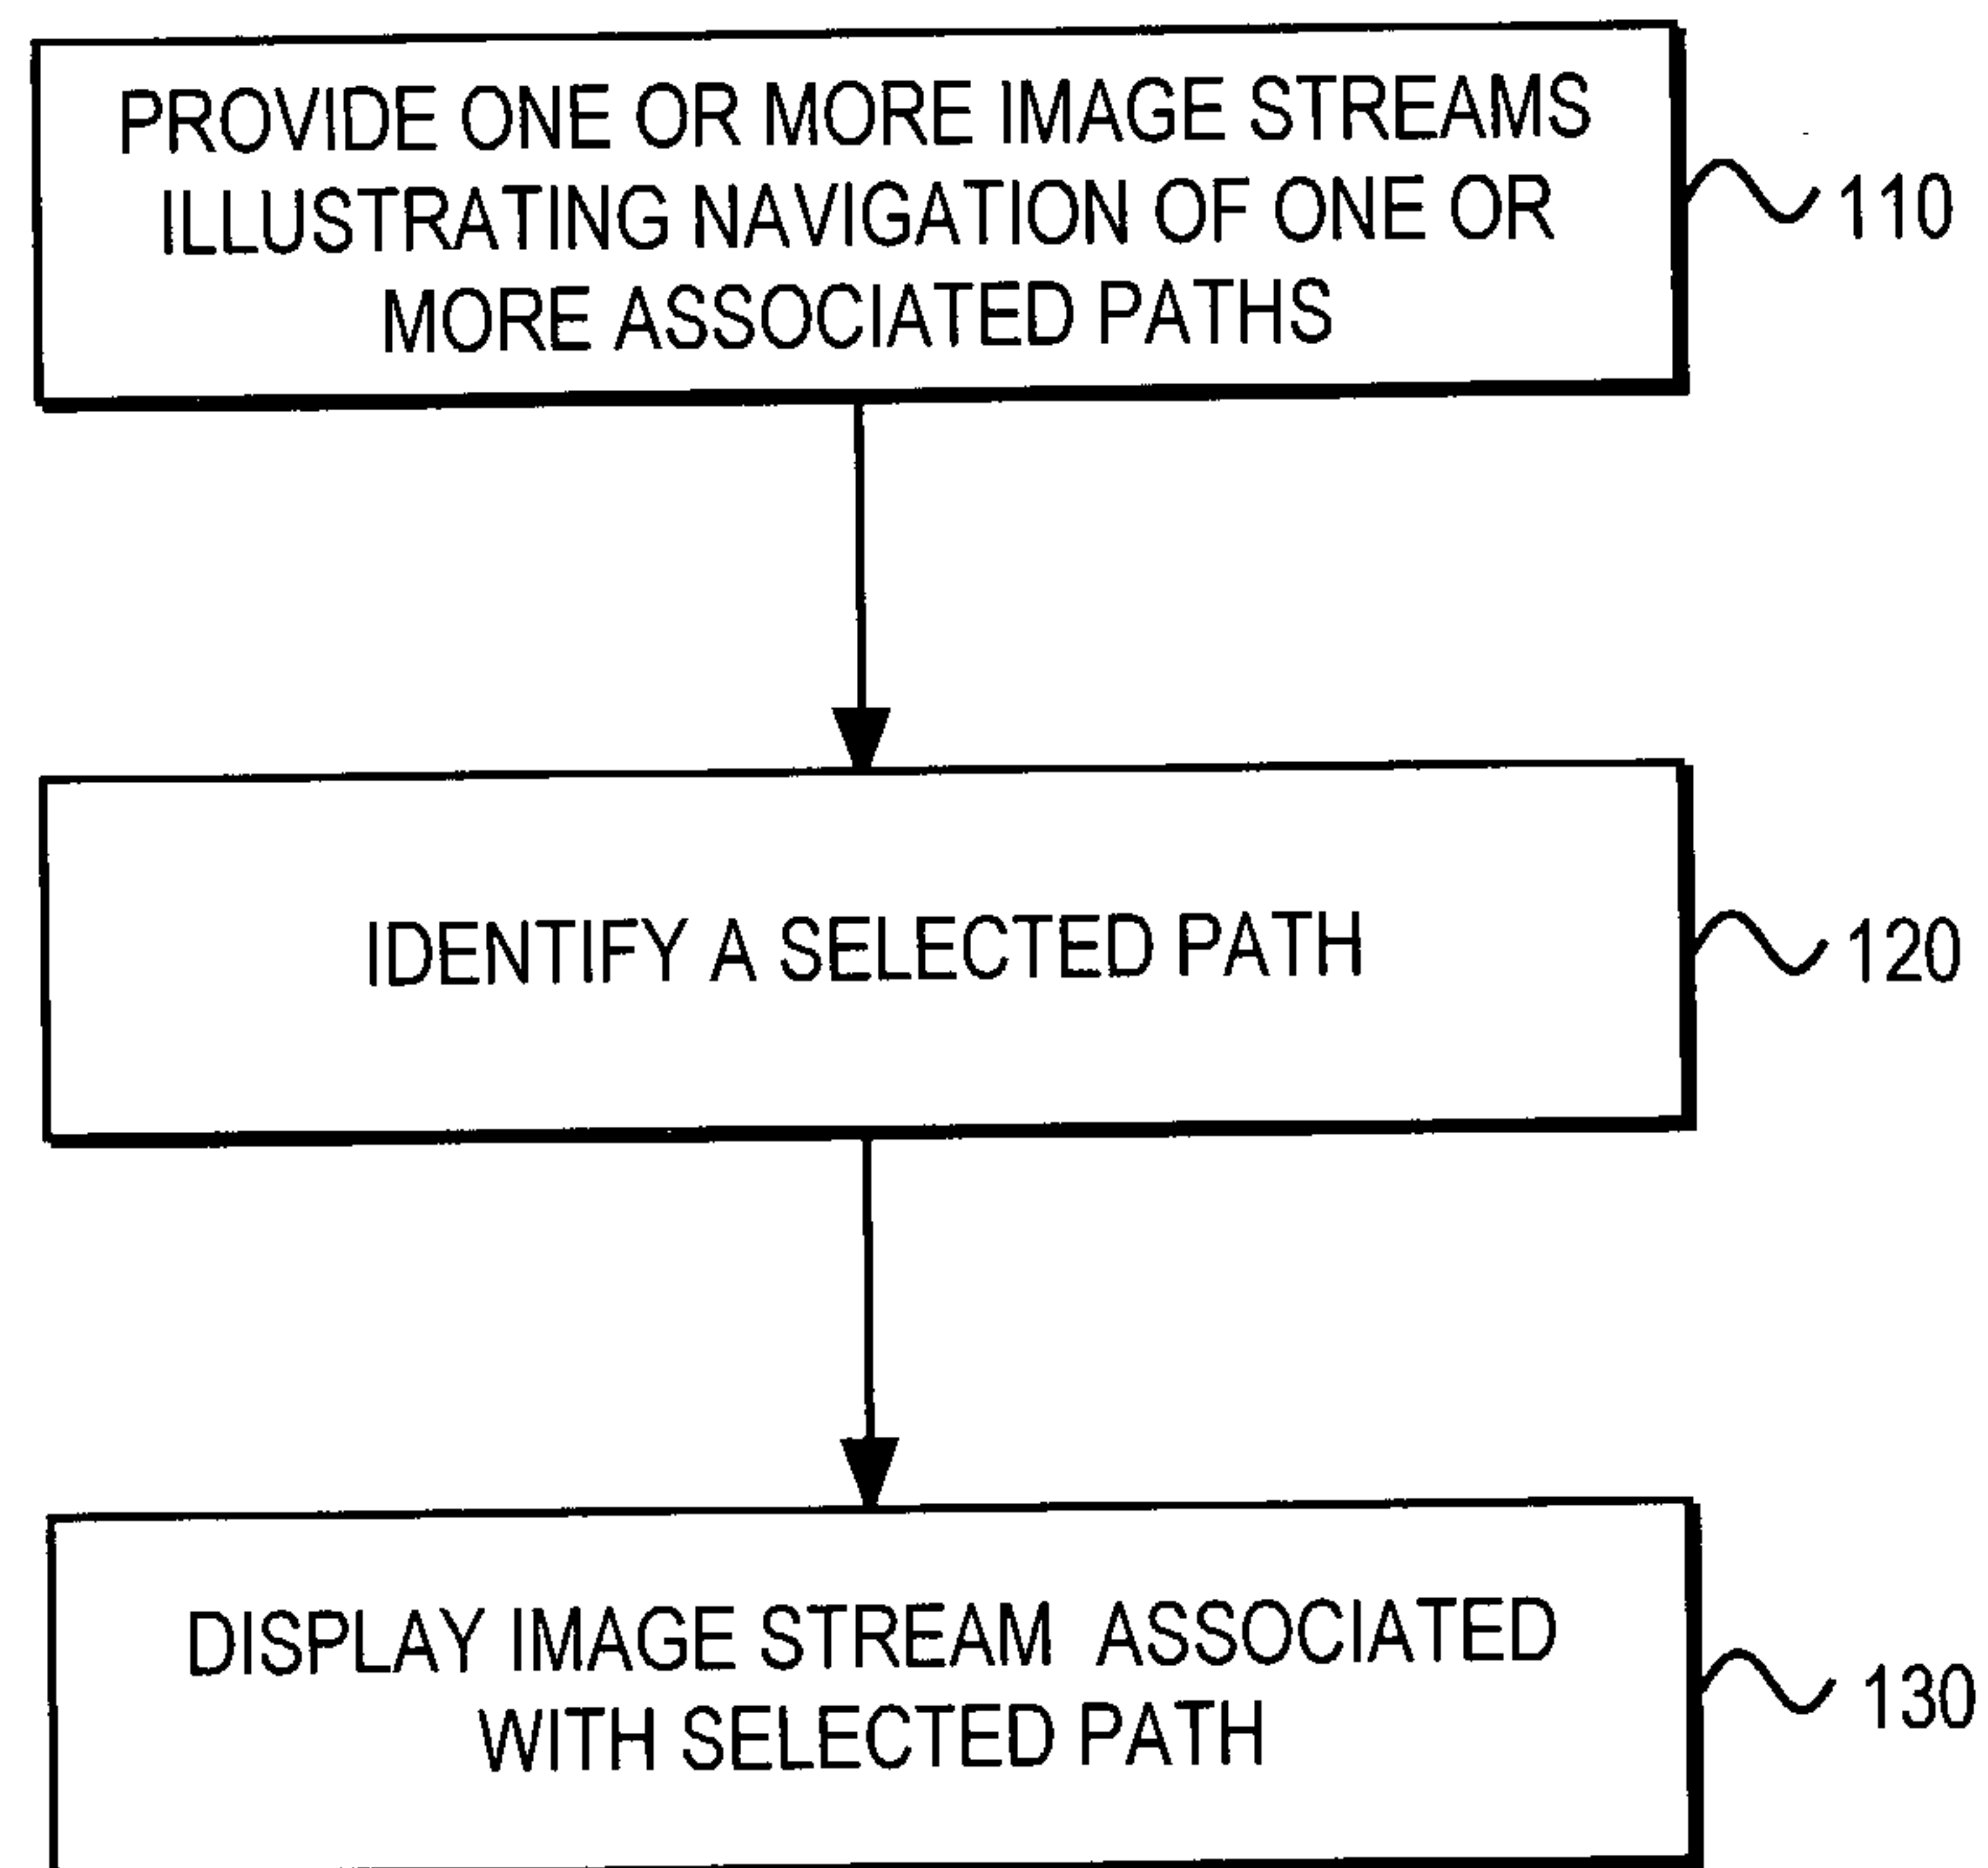 PROVIDE ONE OR MORE IMAGE STREAMS
ILLUSTRATING NAVIGATION OF ONE OR
MORE ASSOCIATED PATHS
110
IDENTIFY A SELECTED PATH
120
DISPLAY IMAGE STREAM ASSOCIATED
WITH SELECTED PATH
130